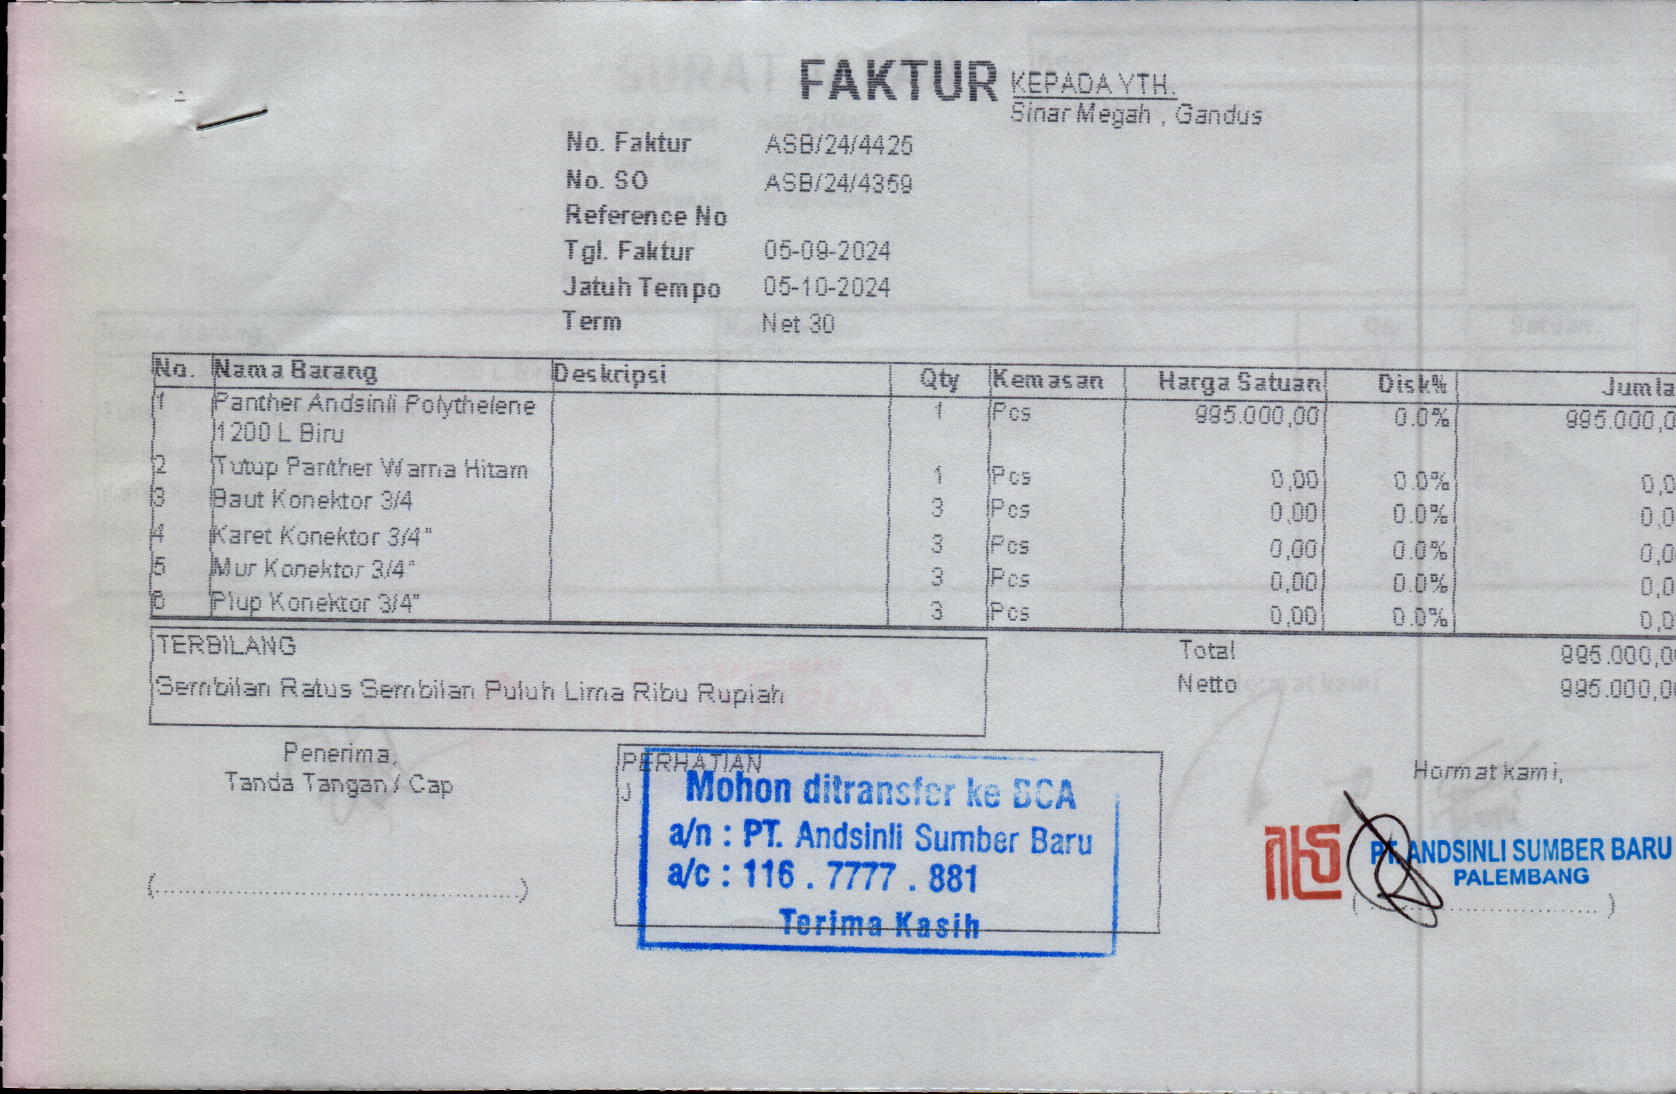 FAKTUR
KEPADA YTH.
Sinar Megah , Gandus
No. Faktur ASB/24/4425
No. SO ASB/24/4359
Reference No
Tgl. Faktur 05-09-2024
Jatuh Tempo 05-10-2024
Term Net 30
No. Nama Barang Deskripsi Qty Kemasan Harga Satuan Disk% Jumla
1 Panther Andsinli Polythelene 1 Pcs 995.000,00 0.0% 995.000,0
1200 L Biru
2 Tutup Panther Warna Hitam 1 Pcs 0,00 0.0% 0,0
3 Baut Konektor 3/4 3 Pcs 0,00 0.0% 0,0
4 Karet Konektor 3/4" 3 Pcs 0,00 0.0% 0,0
5 Mur Konektor 3/4" 3 Pcs 0,00 0.0% 0,0
6 Plup Konektor 3/4" 3 Pcs 0,00 0.0% 0,0
TERBILANG
Sembilan Ratus Sembilan Puluh Lima Ribu Rupiah
Total 995.000,0
Netto 995.000,0
Penerima,
Tanda Tangan / Cap
(........................................)
PERHATIAN
J
Mohon ditransfer ke BCA
a/n : PT. Andsinli Sumber Baru
a/c : 116 . 7777 . 881
Terima Kasih
Hormat kami,
PT. ANDSINLI SUMBER BARU
PALEMBANG
(........................................)